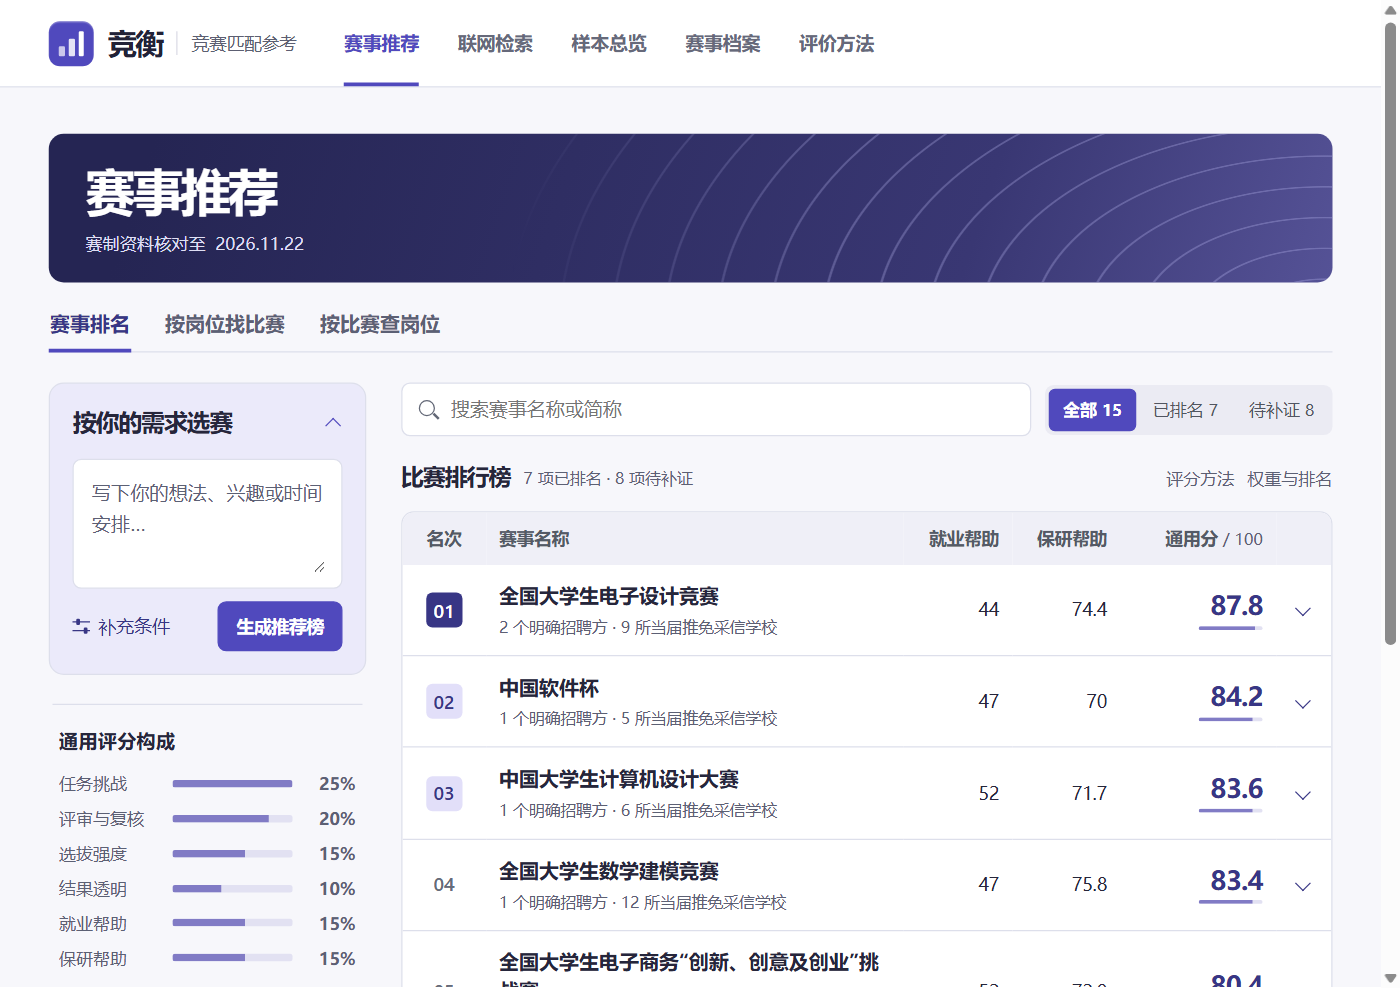 竞衡
竞赛匹配参考
赛事推荐
联网检索
样本总览
赛事档案
评价方法
赛事推荐
赛制资料核对至 2026.11.22
赛事排名
按岗位找比赛
按比赛查岗位
按你的需求选赛
写下你的想法、兴趣或时间
安排...
补充条件
生成推荐榜
通用评分构成
任务挑战 25%
评审与复核 20%
选拔强度 15%
结果透明 10%
就业帮助 15%
保研帮助 15%
搜索赛事名称或简称
全部 15
已排名 7
待补证 8
比赛排行榜 7 项已排名 · 8 项待补证
评分方法 权重与排名
名次 赛事名称 就业帮助 保研帮助 通用分 / 100
01 全国大学生电子设计竞赛 44 74.4 87.8
2 个明确招聘方 · 9 所当届推免采信学校
02 中国软件杯 47 70 84.2
1 个明确招聘方 · 5 所当届推免采信学校
03 中国大学生计算机设计大赛 52 71.7 83.6
1 个明确招聘方 · 6 所当届推免采信学校
04 全国大学生数学建模竞赛 47 75.8 83.4
1 个明确招聘方 · 12 所当届推免采信学校
全国大学生电子商务“创新、创意及创业”挑
80.4